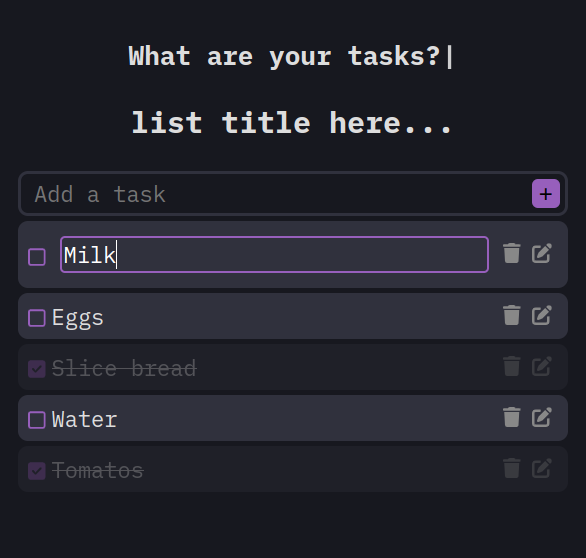 What are your tasks?|
list title here...
Add a task
+
Milk
Eggs
Slice bread
Water
Tomatos